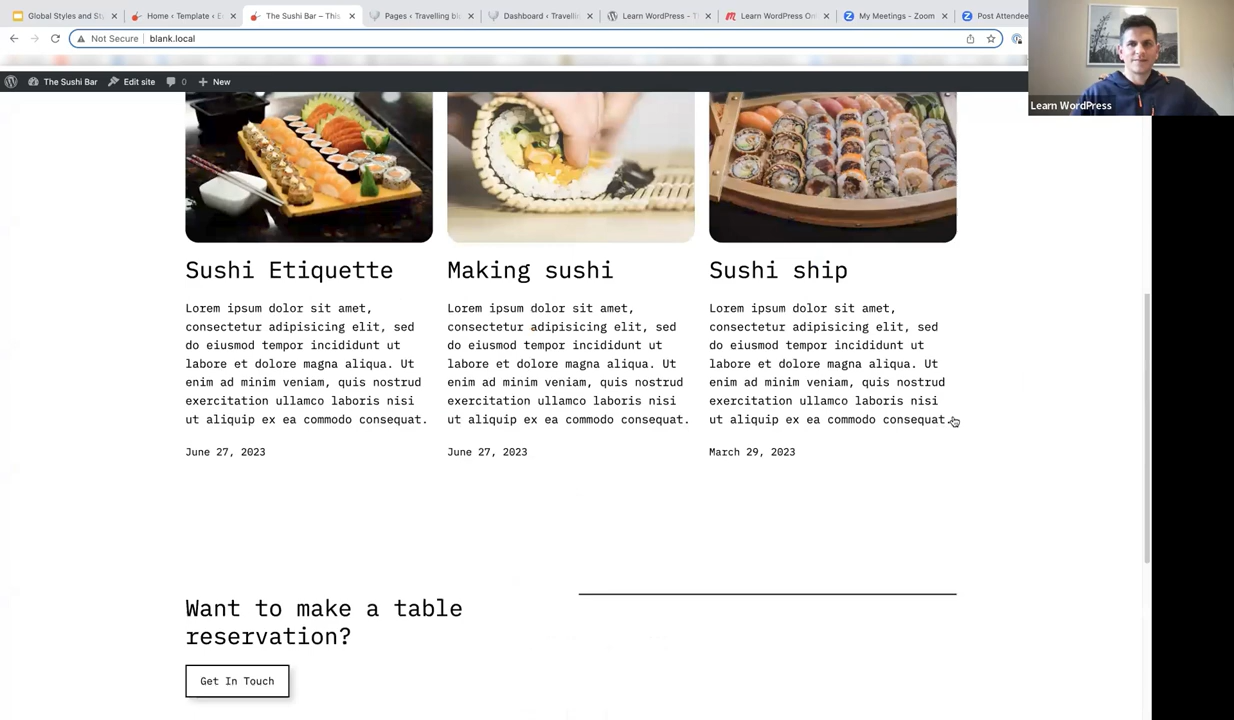 Global Styles and Sty
Home ‹ Template ‹ E
The Sushi Bar – This
Pages ‹ Travelling bl
Dashboard ‹ Travellin
Learn WordPress - T
Learn WordPress On
My Meetings - Zoom
Post Attendee
Not Secure
blank.local
The Sushi Bar
Edit site
0
New
Learn WordPress
Sushi Etiquette
Lorem ipsum dolor sit amet,
consectetur adipisicing elit, sed
do eiusmod tempor incididunt ut
labore et dolore magna aliqua. Ut
enim ad minim veniam, quis nostrud
exercitation ullamco laboris nisi
ut aliquip ex ea commodo consequat.
June 27, 2023
Making sushi
Lorem ipsum dolor sit amet,
consectetur adipisicing elit, sed
do eiusmod tempor incididunt ut
labore et dolore magna aliqua. Ut
enim ad minim veniam, quis nostrud
exercitation ullamco laboris nisi
ut aliquip ex ea commodo consequat.
June 27, 2023
Sushi ship
Lorem ipsum dolor sit amet,
consectetur adipisicing elit, sed
do eiusmod tempor incididunt ut
labore et dolore magna aliqua. Ut
enim ad minim veniam, quis nostrud
exercitation ullamco laboris nisi
ut aliquip ex ea commodo consequat.
March 29, 2023
Want to make a table
reservation?
Get In Touch